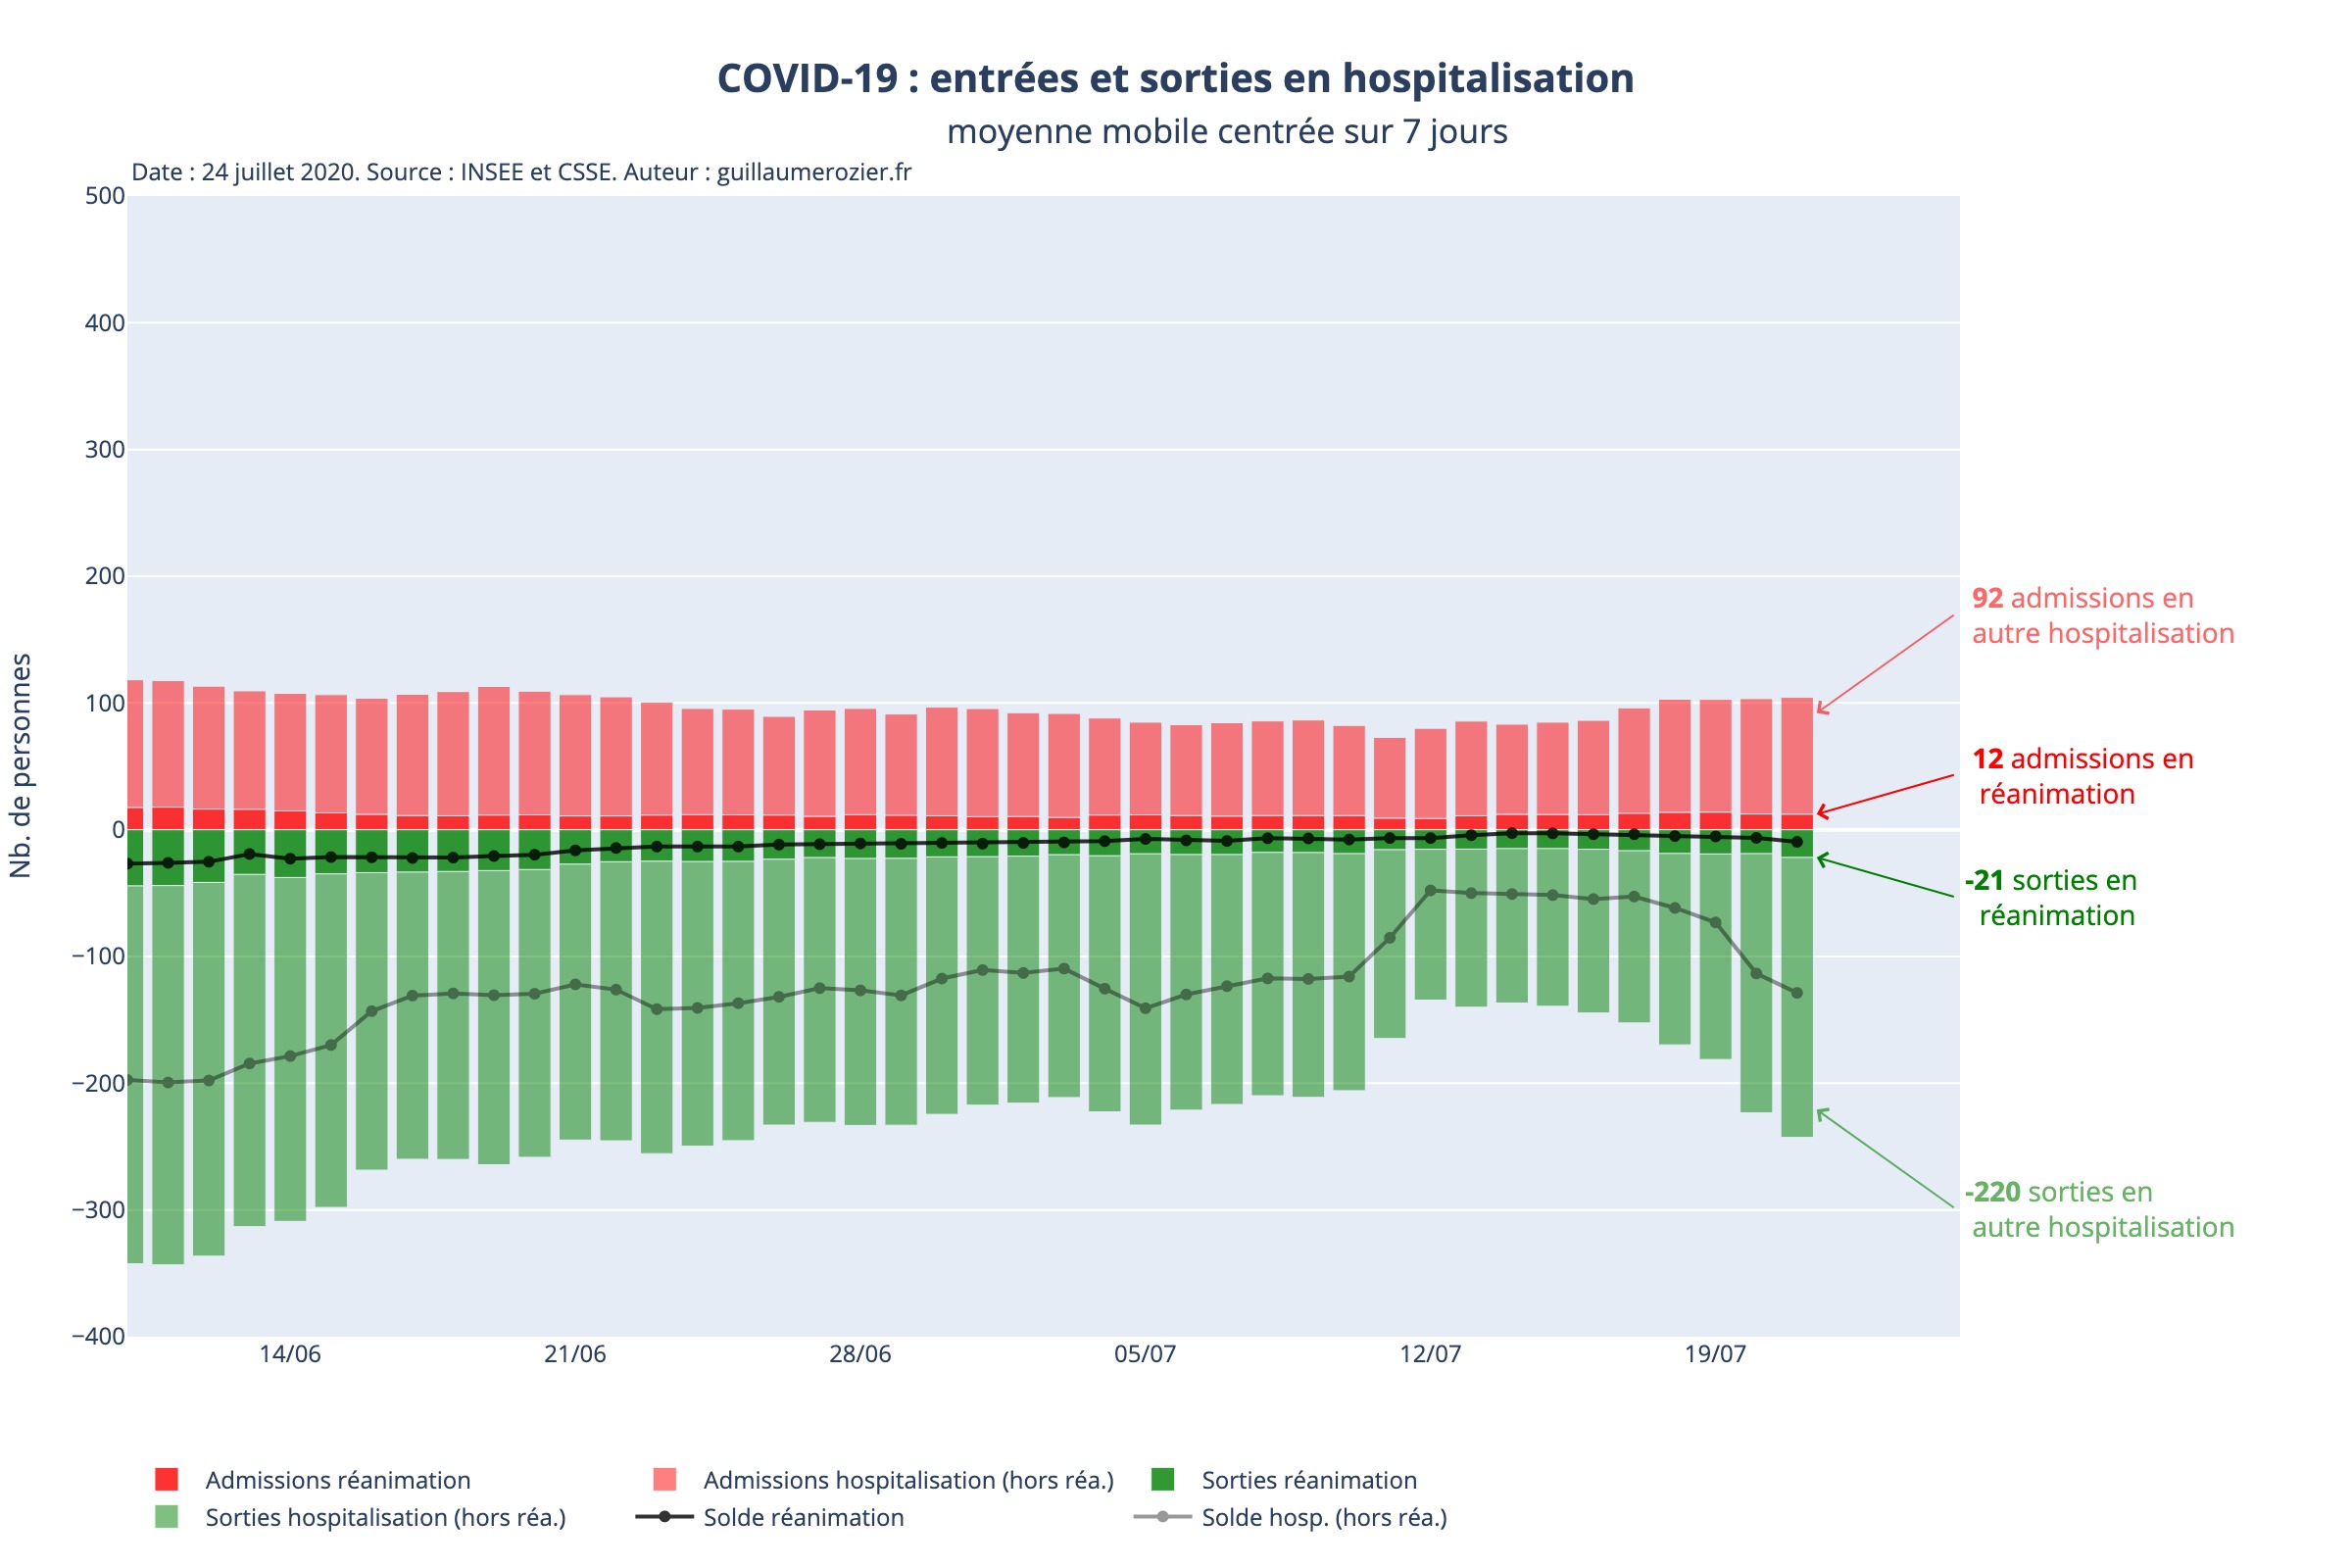 COVID-19 : entrées et sorties en hospitalisation
moyenne mobile centrée sur 7 jours
Date : 24 juillet 2020. Source : INSEE et CSSE. Auteur : guillaumerozier.fr
Nb. de personnes
500
400
300
200
100
0
−100
−200
−300
−400
14/06
21/06
28/06
05/07
12/07
19/07
92 admissions en
autre hospitalisation
12 admissions en
réanimation
-21 sorties en
réanimation
-220 sorties en
autre hospitalisation
Admissions réanimation
Admissions hospitalisation (hors réa.)
Sorties réanimation
Sorties hospitalisation (hors réa.)
Solde réanimation
Solde hosp. (hors réa.)